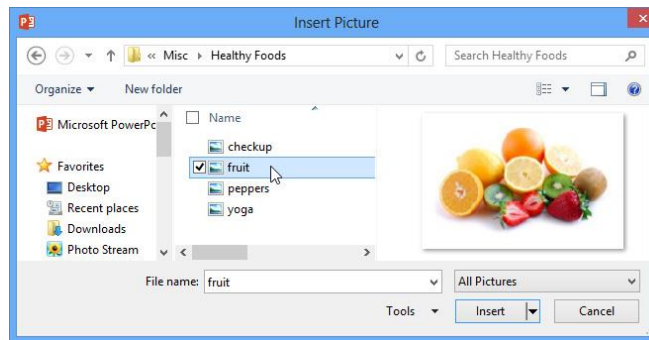 Insert Picture
« Misc Healthy Foods
Search Healthy Foods
Organize New folder
Microsoft PowerPc
Name
checkup
Favorites
fruit
Desktop
peppers
Recent places
yoga
Downloads
Photo Stream
File name: fruit
All Pictures
Tools Insert Cancel